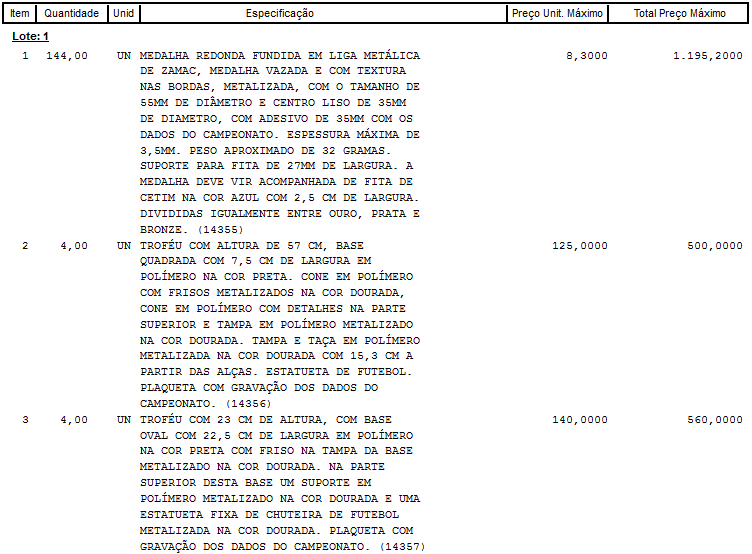 Item Quantidade Unid Especificação Preço Unit. Máximo Total Preço Máximo
Lote: 1
1 144,00 UN MEDALHA REDONDA FUNDIDA EM LIGA METÁLICA 8,3000 1.195,2000
DE ZAMAC, MEDALHA VAZADA E COM TEXTURA
NAS BORDAS, METALIZADA, COM O TAMANHO DE
55MM DE DIÂMETRO E CENTRO LISO DE 35MM
DE DIAMETRO, COM ADESIVO DE 35MM COM OS
DADOS DO CAMPEONATO. ESPESSURA MÁXIMA DE
3,5MM. PESO APROXIMADO DE 32 GRAMAS.
SUPORTE PARA FITA DE 27MM DE LARGURA. A
MEDALHA DEVE VIR ACOMPANHADA DE FITA DE
CETIM NA COR AZUL COM 2,5 CM DE LARGURA.
DIVIDIDAS IGUALMENTE ENTRE OURO, PRATA E
BRONZE. (14355)
2 4,00 UN TROFÉU COM ALTURA DE 57 CM, BASE 125,0000 500,0000
QUADRADA COM 7,5 CM DE LARGURA EM
POLÍMERO NA COR PRETA. CONE EM POLÍMERO
COM FRISOS METALIZADOS NA COR DOURADA,
CONE EM POLÍMERO COM DETALHES NA PARTE
SUPERIOR E TAMPA EM POLÍMERO METALIZADO
NA COR DOURADA. TAMPA E TAÇA EM POLÍMERO
METALIZADA NA COR DOURADA COM 15,3 CM A
PARTIR DAS ALÇAS. ESTATUETA DE FUTEBOL.
PLAQUETA COM GRAVAÇÃO DOS DADOS DO
CAMPEONATO. (14356)
3 4,00 UN TROFÉU COM 23 CM DE ALTURA, COM BASE 140,0000 560,0000
OVAL COM 22,5 CM DE LARGURA EM POLÍMERO
NA COR PRETA COM FRISO NA TAMPA DA BASE
METALIZADO NA COR DOURADA. NA PARTE
SUPERIOR DESTA BASE UM SUPORTE EM
POLÍMERO METALIZADO NA COR DOURADA E UMA
ESTATUETA FIXA DE CHUTEIRA DE FUTEBOL
METALIZADA NA COR DOURADA. PLAQUETA COM
GRAVAÇÃO DOS DADOS DO CAMPEONATO. (14357)